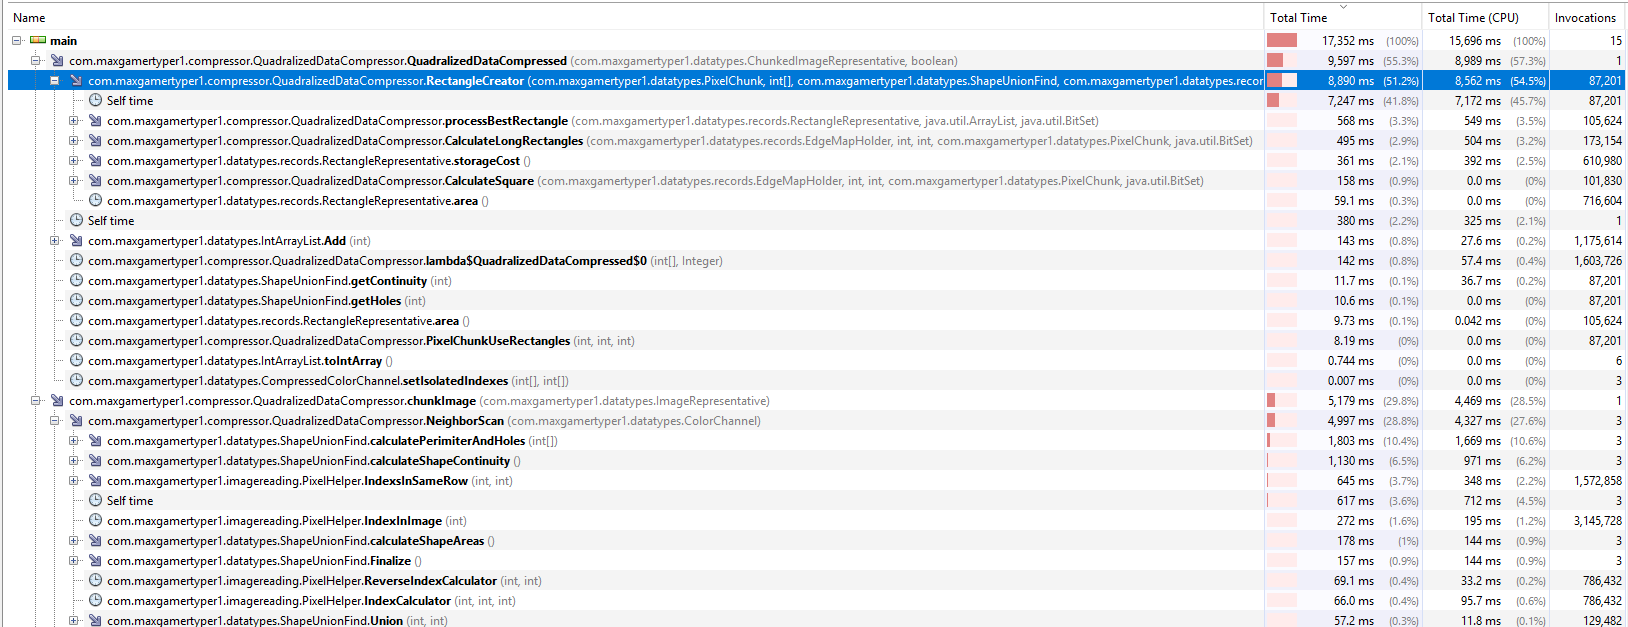 Name Total Time Total Time (CPU) Invocations
main 17,352 ms (100%) 15,696 ms (100%) 15
com.maxgamertyper1.compressor.QuadralizedDataCompressor.QuadralizedDataCompressed (com.maxgamertyper1.datatypes.ChunkedImageRepresentative, boolean) 9,597 ms (55.3%) 8,989 ms (57.3%) 1
com.maxgamertyper1.compressor.QuadralizedDataCompressor.RectangleCreator (com.maxgamertyper1.datatypes.PixelChunk, int[], com.maxgamertyper1.datatypes.ShapeUnionFind, com.maxgamertyper1.datatypes.recor 8,890 ms (51.2%) 8,562 ms (54.5%) 87,201
Self time 7,247 ms (41.8%) 7,172 ms (45.7%) 87,201
com.maxgamertyper1.compressor.QuadralizedDataCompressor.processBestRectangle (com.maxgamertyper1.datatypes.records.RectangleRepresentative, java.util.ArrayList, java.util.BitSet) 568 ms (3.3%) 549 ms (3.5%) 105,624
com.maxgamertyper1.compressor.QuadralizedDataCompressor.CalculateLongRectangles (com.maxgamertyper1.datatypes.records.EdgeMapHolder, int, int, com.maxgamertyper1.datatypes.PixelChunk, java.util.BitSet) 495 ms (2.9%) 504 ms (3.2%) 173,154
com.maxgamertyper1.datatypes.records.RectangleRepresentative.storageCost () 361 ms (2.1%) 392 ms (2.5%) 610,980
com.maxgamertyper1.compressor.QuadralizedDataCompressor.CalculateSquare (com.maxgamertyper1.datatypes.records.EdgeMapHolder, int, int, com.maxgamertyper1.datatypes.PixelChunk, java.util.BitSet) 158 ms (0.9%) 0.0 ms (0%) 101,830
com.maxgamertyper1.datatypes.records.RectangleRepresentative.area () 59.1 ms (0.3%) 0.0 ms (0%) 716,604
Self time 380 ms (2.2%) 325 ms (2.1%) 1
com.maxgamertyper1.datatypes.IntArrayList.Add (int) 143 ms (0.8%) 27.6 ms (0.2%) 1,175,614
com.maxgamertyper1.compressor.QuadralizedDataCompressor.lambda$QuadralizedDataCompressed$0 (int[], Integer) 142 ms (0.8%) 57.4 ms (0.4%) 1,603,726
com.maxgamertyper1.datatypes.ShapeUnionFind.getContinuity (int) 11.7 ms (0.1%) 36.7 ms (0.2%) 87,201
com.maxgamertyper1.datatypes.ShapeUnionFind.getHoles (int) 10.6 ms (0.1%) 0.0 ms (0%) 87,201
com.maxgamertyper1.datatypes.records.RectangleRepresentative.area () 9.73 ms (0.1%) 0.042 ms (0%) 105,624
com.maxgamertyper1.compressor.QuadralizedDataCompressor.PixelChunkUseRectangles (int, int, int) 8.19 ms (0%) 0.0 ms (0%) 87,201
com.maxgamertyper1.datatypes.IntArrayList.toIntArray () 0.744 ms (0%) 0.0 ms (0%) 6
com.maxgamertyper1.datatypes.CompressedColorChannel.setIsolatedIndexes (int[], int[]) 0.007 ms (0%) 0.0 ms (0%) 3
com.maxgamertyper1.compressor.QuadralizedDataCompressor.chunkImage (com.maxgamertyper1.datatypes.ImageRepresentative) 5,179 ms (29.8%) 4,469 ms (28.5%) 1
com.maxgamertyper1.compressor.QuadralizedDataCompressor.NeighborScan (com.maxgamertyper1.datatypes.ColorChannel) 4,997 ms (28.8%) 4,327 ms (27.6%) 3
com.maxgamertyper1.datatypes.ShapeUnionFind.calculatePerimiterAndHoles (int[]) 1,803 ms (10.4%) 1,669 ms (10.6%) 3
com.maxgamertyper1.datatypes.ShapeUnionFind.calculateShapeContinuity () 1,130 ms (6.5%) 971 ms (6.2%) 3
com.maxgamertyper1.imagereading.PixelHelper.IndexsInSameRow (int, int) 645 ms (3.7%) 348 ms (2.2%) 1,572,858
Self time 617 ms (3.6%) 712 ms (4.5%) 3
com.maxgamertyper1.imagereading.PixelHelper.IndexInImage (int) 272 ms (1.6%) 195 ms (1.2%) 3,145,728
com.maxgamertyper1.datatypes.ShapeUnionFind.calculateShapeAreas () 178 ms (1%) 144 ms (0.9%) 3
com.maxgamertyper1.datatypes.ShapeUnionFind.Finalize () 157 ms (0.9%) 144 ms (0.9%) 3
com.maxgamertyper1.imagereading.PixelHelper.ReverseIndexCalculator (int, int) 69.1 ms (0.4%) 33.2 ms (0.2%) 786,432
com.maxgamertyper1.imagereading.PixelHelper.IndexCalculator (int, int, int) 66.0 ms (0.4%) 95.7 ms (0.6%) 786,432
com.maxgamertyper1.datatypes.ShapeUnionFind.Union (int, int) 57.2 ms (0.3%) 11.8 ms (0.1%) 129,482